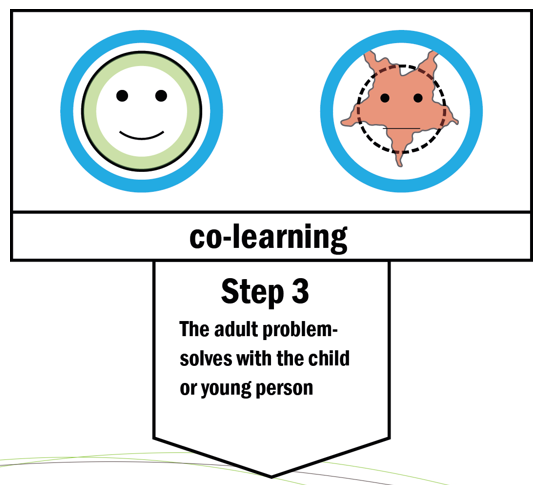 co-learning
Step 3
The adult problem-
solves with the child
or young person